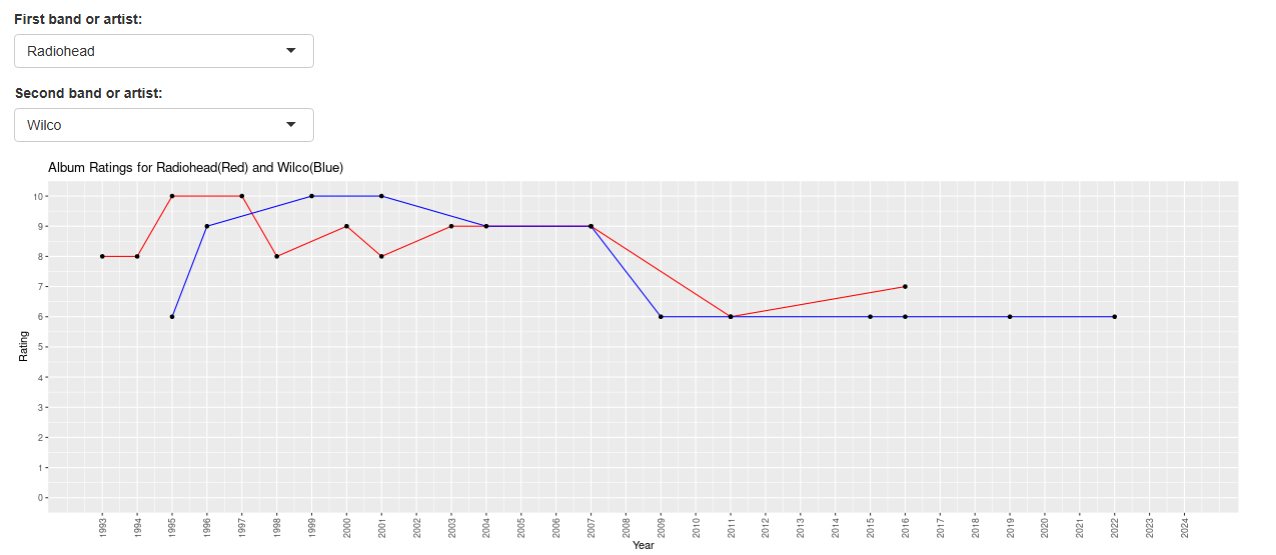 First band or artist:
Radiohead
Second band or artist:
Wilco
Album Ratings for Radiohead(Red) and Wilco(Blue)
10
9
8
7
6
5
4
3
2
1
0
Rating
1993 1994 1995 1996 1997 1998 1999 2000 2001 2002 2003 2004 2005 2006 2007 2008 2009 2010 2011 2012 2013 2014 2015 2016 2017 2018 2019 2020 2021 2022 2023 2024
Year